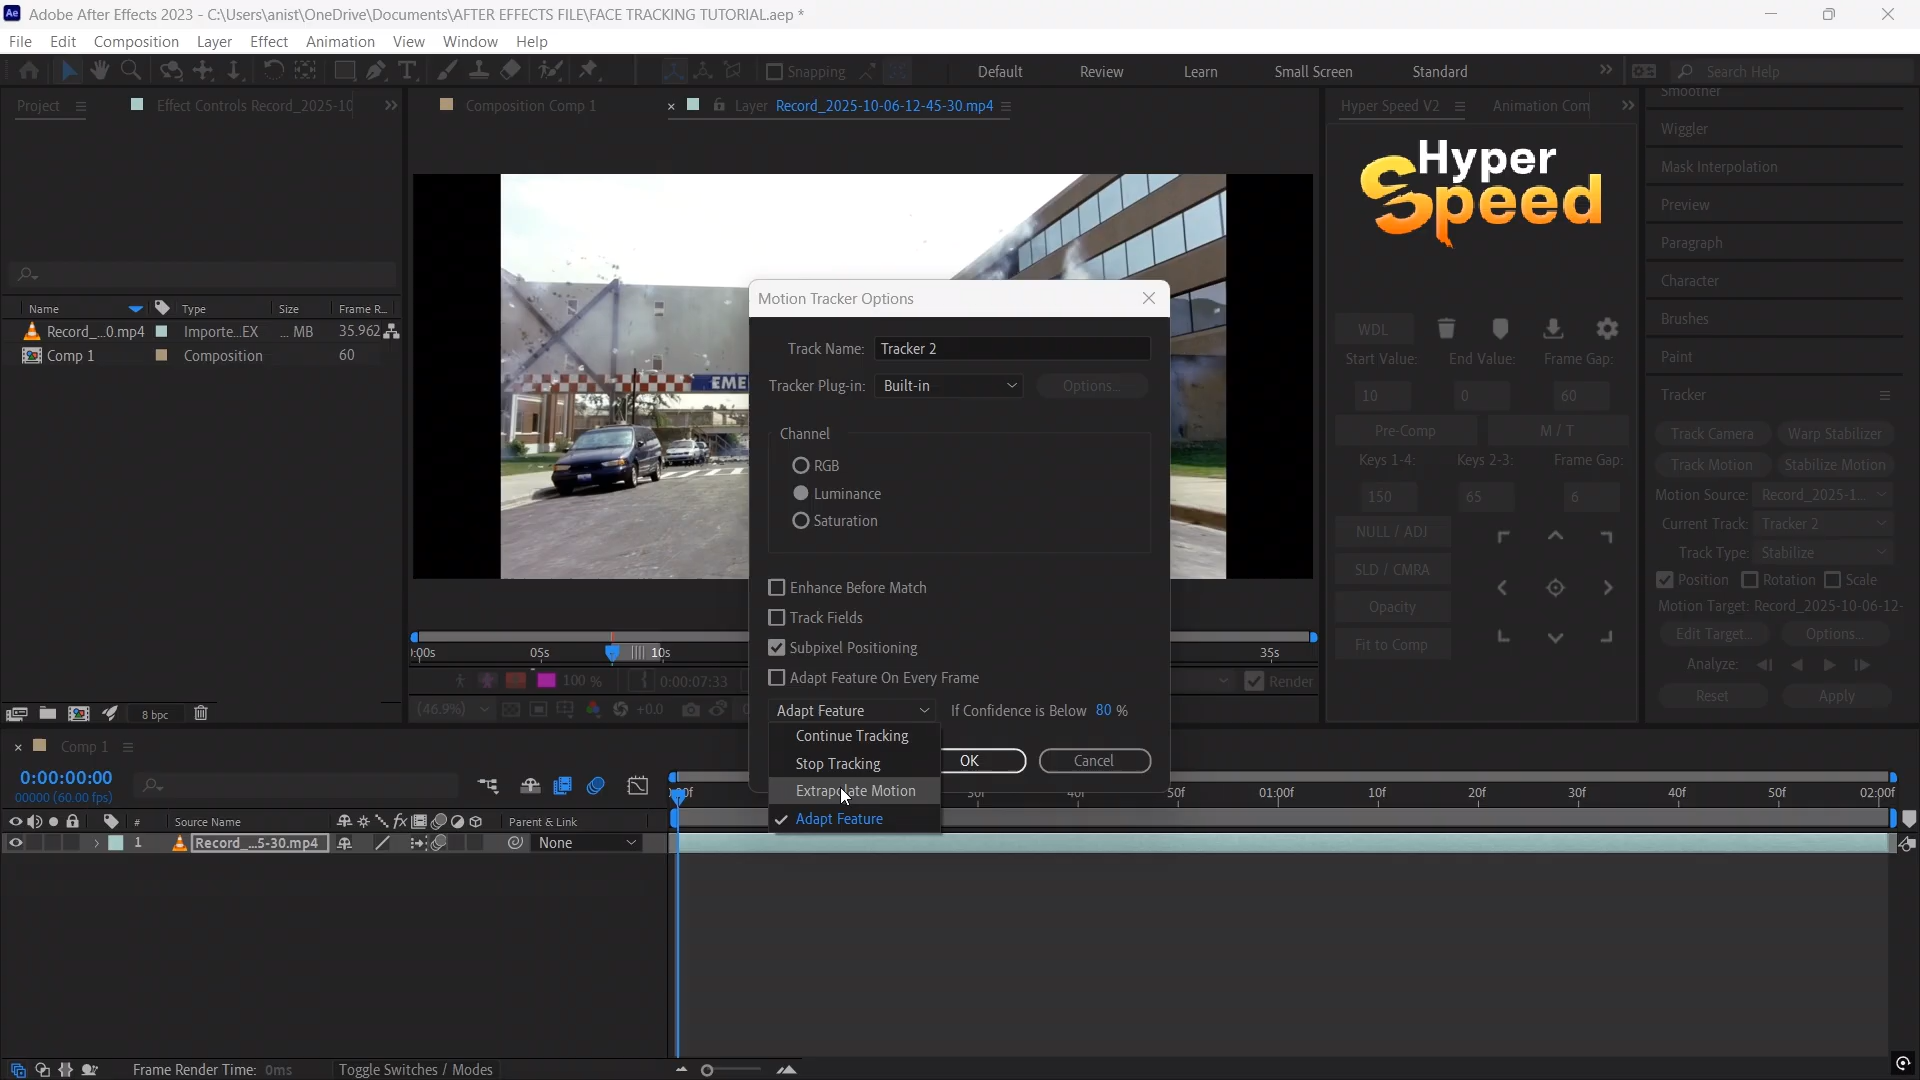 Adobe After Effects 2023 - C:\Users\anist\OneDrive\Documents\AFTER EFFECTS FILE\FACE TRACKING TUTORIAL.aep *
File Edit Composition Layer Effect Animation View Window Help
Snapping Default Review Learn Small Screen Standard Search Help
Project Effect Controls Record_2025-10
Composition Comp 1
Layer Record_2025-10-06-12-45-30.mp4
Hyper Speed V2 Animation Com
Name Type Size Frame R...
Record_...0.mp4 Importe...EX ... MB 35.962
Comp 1 Composition 60
8 bpc
EME
:00s 05s 10s 35s
100 % 0:00:07:33 Render
(46.9%) +0.0
Motion Tracker Options
Track Name: Tracker 2
Tracker Plug-in: Built-in Options...
Channel
RGB
Luminance
Saturation
Enhance Before Match
Track Fields
Subpixel Positioning
Adapt Feature On Every Frame
Adapt Feature If Confidence is Below 80 %
Continue Tracking
Stop Tracking
Extrapolate Motion
Adapt Feature
OK Cancel
Hyper
Speed
WDL
Start Value: End Value: Frame Gap:
10 0 60
Pre-Comp M / T
Keys 1-4: Keys 2-3: Frame Gap:
150 65 6
NULL / ADJ
SLD / CMRA
Opacity
Fit to Comp
Smoother
Wiggler
Mask Interpolation
Preview
Paragraph
Character
Brushes
Paint
Tracker
Track Camera Warp Stabilizer
Track Motion Stabilize Motion
Motion Source: Record_2025-1...
Current Track: Tracker 2
Track Type: Stabilize
Position Rotation Scale
Motion Target: Record_2025-10-06-12-
Edit Target... Options...
Analyze:
Reset Apply
Comp 1
0:00:00:00
00000 (60.00 fps)
# Source Name Parent & Link
1 Record_...5-30.mp4 None
:00f 30f 40f 50f 01:00f 10f 20f 30f 40f 50f 02:00f
Frame Render Time: 0ms Toggle Switches / Modes